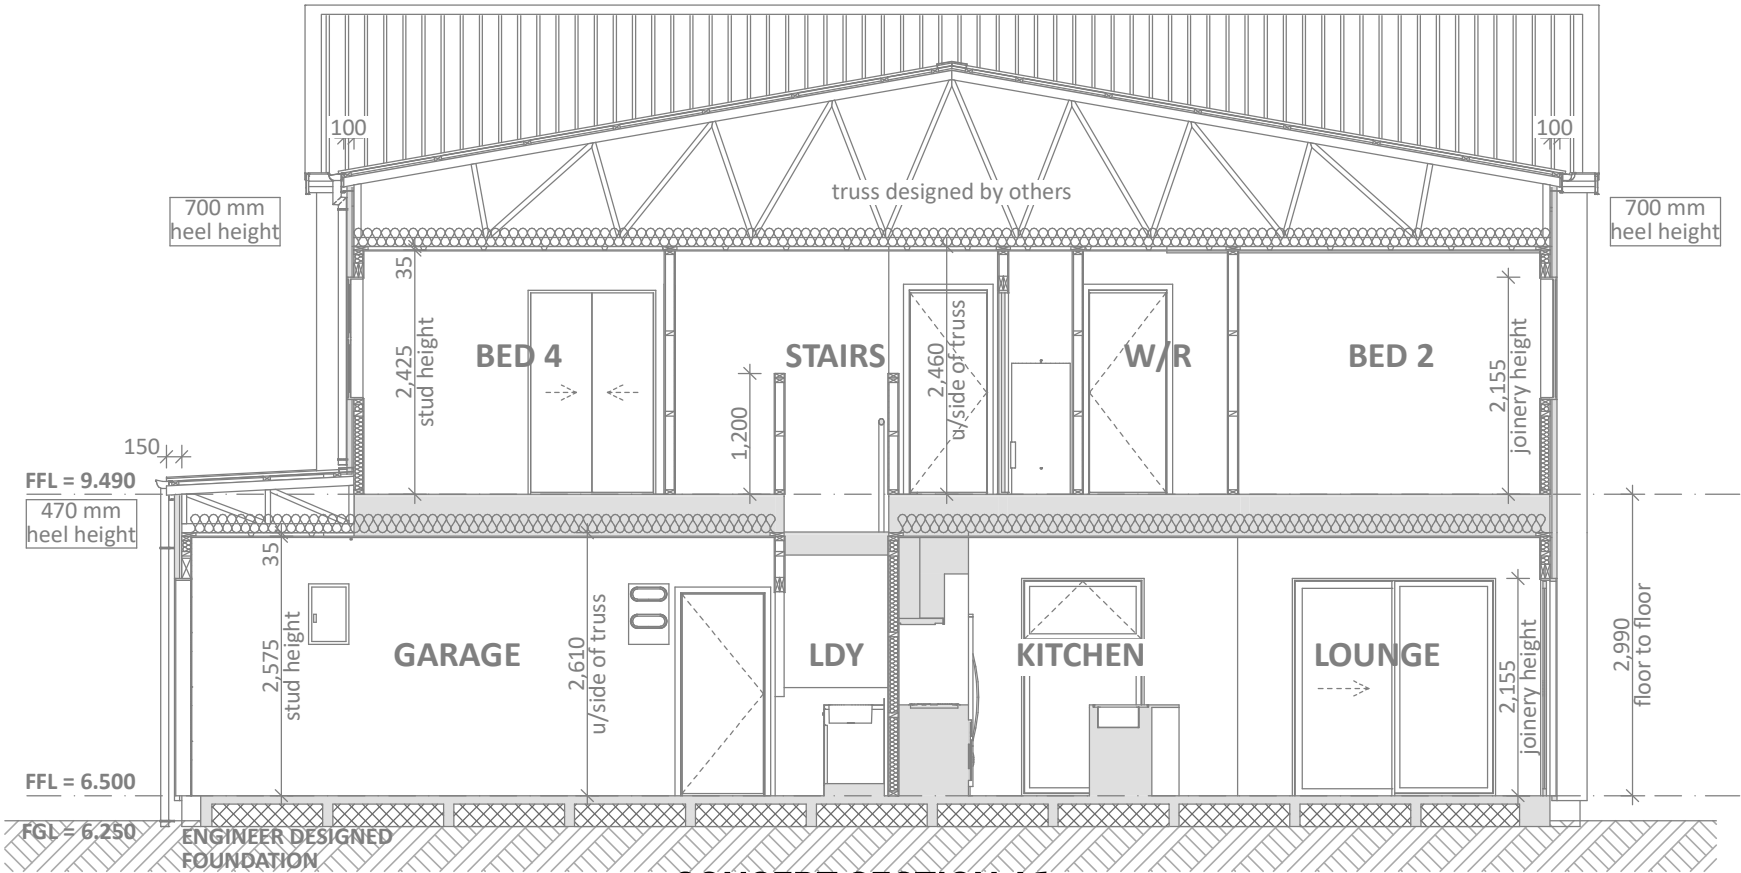 100
100
truss designed by others
700 mm
heel height
700 mm
heel height
35
2,425
stud height
BED 4
STAIRS
1,200
2,460
u/side of truss
W/R
BED 2
2,155
joinery height
150
FFL = 9.490
470 mm
heel height
35
2,575
stud height
GARAGE
2,610
u/side of truss
LDY
KITCHEN
LOUNGE
2,155
joinery height
2,990
floor to floor
FFL = 6.500
FGL = 6.250
ENGINEER DESIGNED
FOUNDATION